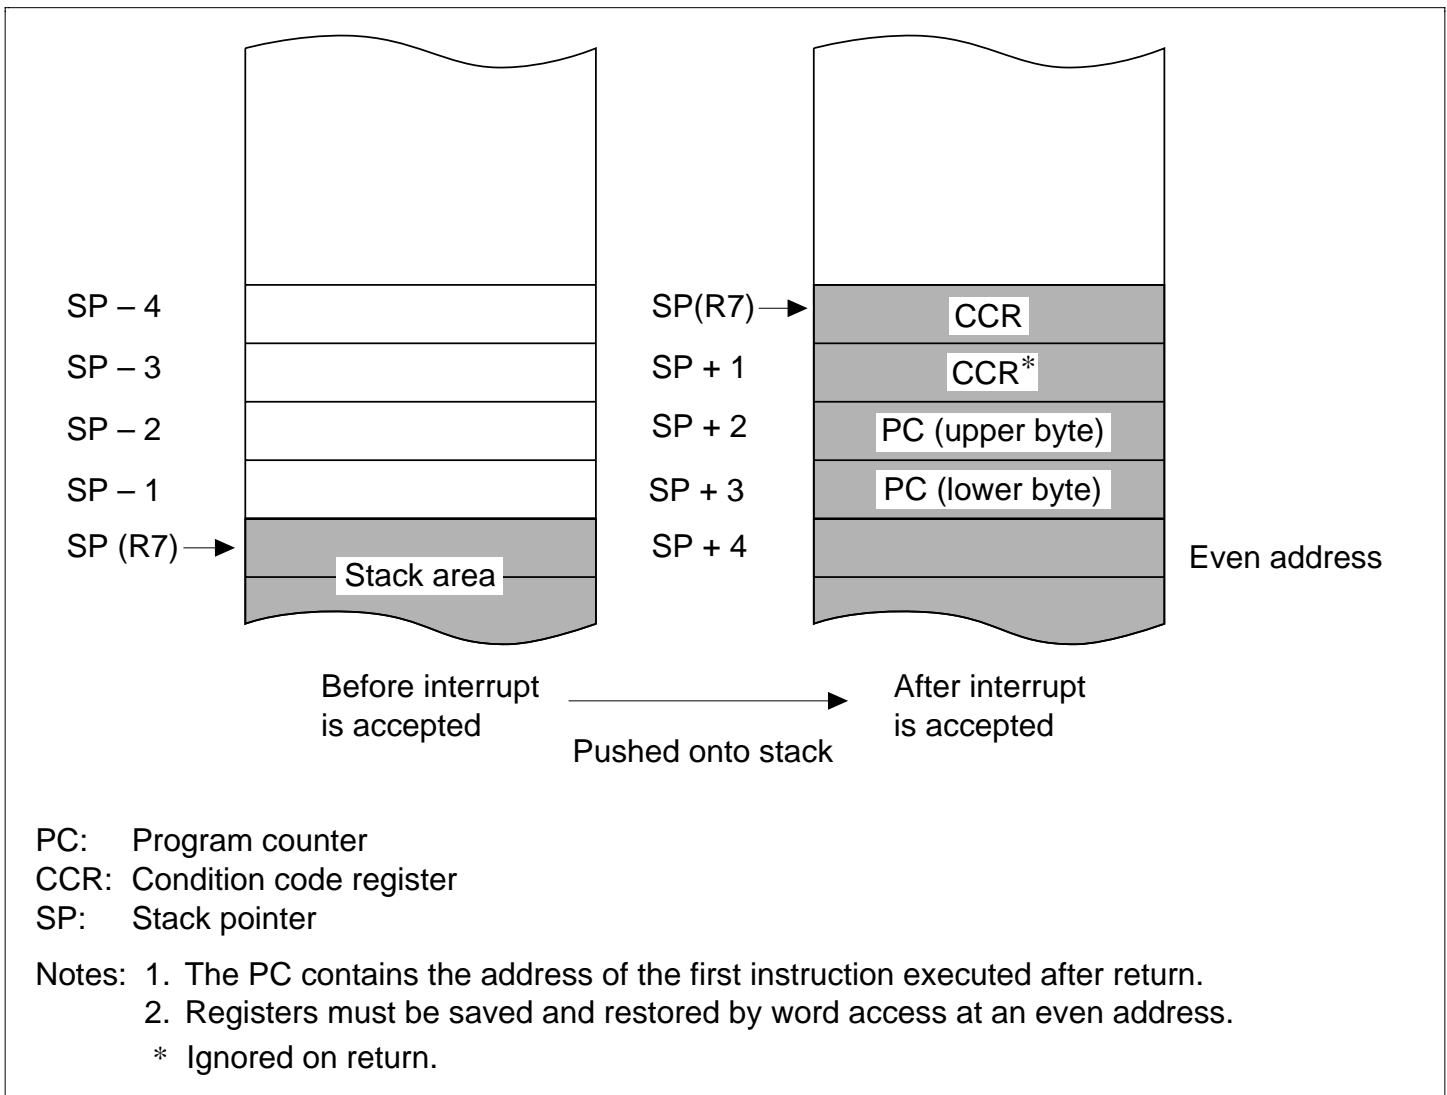 SP – 4
SP – 3
SP – 2
SP – 1
SP (R7)
Stack area
SP(R7)
SP + 1
SP + 2
SP + 3
SP + 4
CCR
CCR*
PC (upper byte)
PC (lower byte)
Even address
Before interrupt
is accepted
Pushed onto stack
After interrupt
is accepted
PC: Program counter
CCR: Condition code register
SP: Stack pointer
Notes: 1. The PC contains the address of the first instruction executed after return.
2. Registers must be saved and restored by word access at an even address.
* Ignored on return.